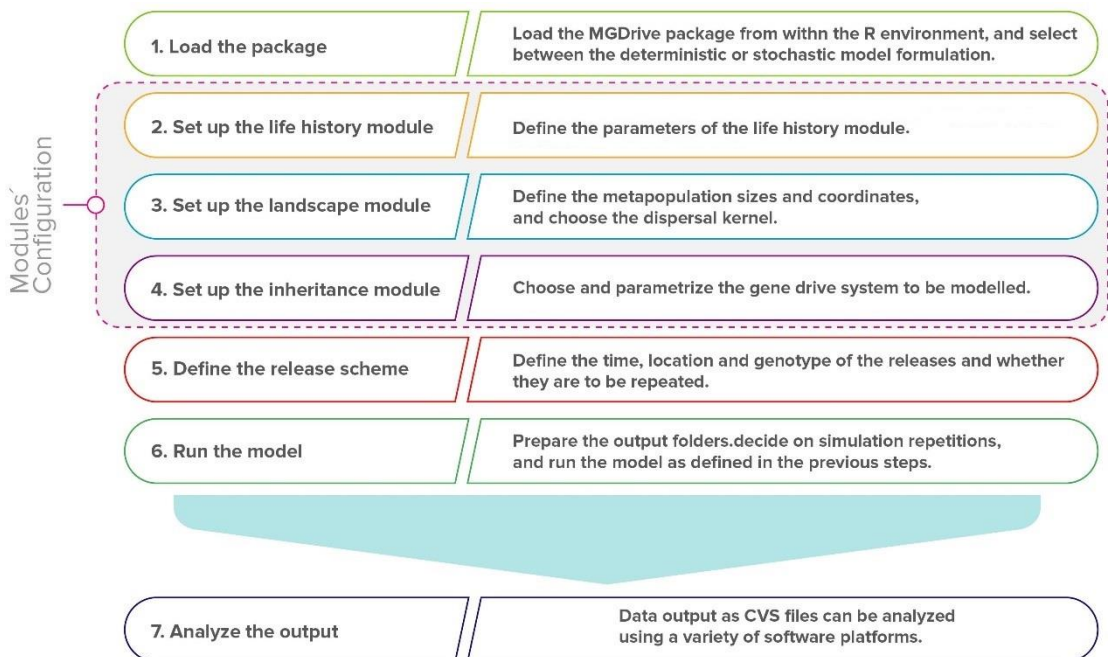 1. Load the package
Load the MGDrive package from withn the R environment, and select
between the deterministic or stochastic model formulation.
Modules´
Configuration
2. Set up the life history module
Define the parameters of the life history module.
3. Set up the landscape module
Define the metapopulation sizes and coordinates,
and choose the dispersal kernel.
4. Set up the inheritance module
Choose and parametrize the gene drive system to be modelled.
5. Define the release scheme
Define the time, location and genotype of the releases and whether
they are to be repeated.
6. Run the model
Prepare the output folders.decide on simulation repetitions,
and run the model as defined in the previous steps.
7. Analyze the output
Data output as CVS files can be analyzed
using a variety of software platforms.